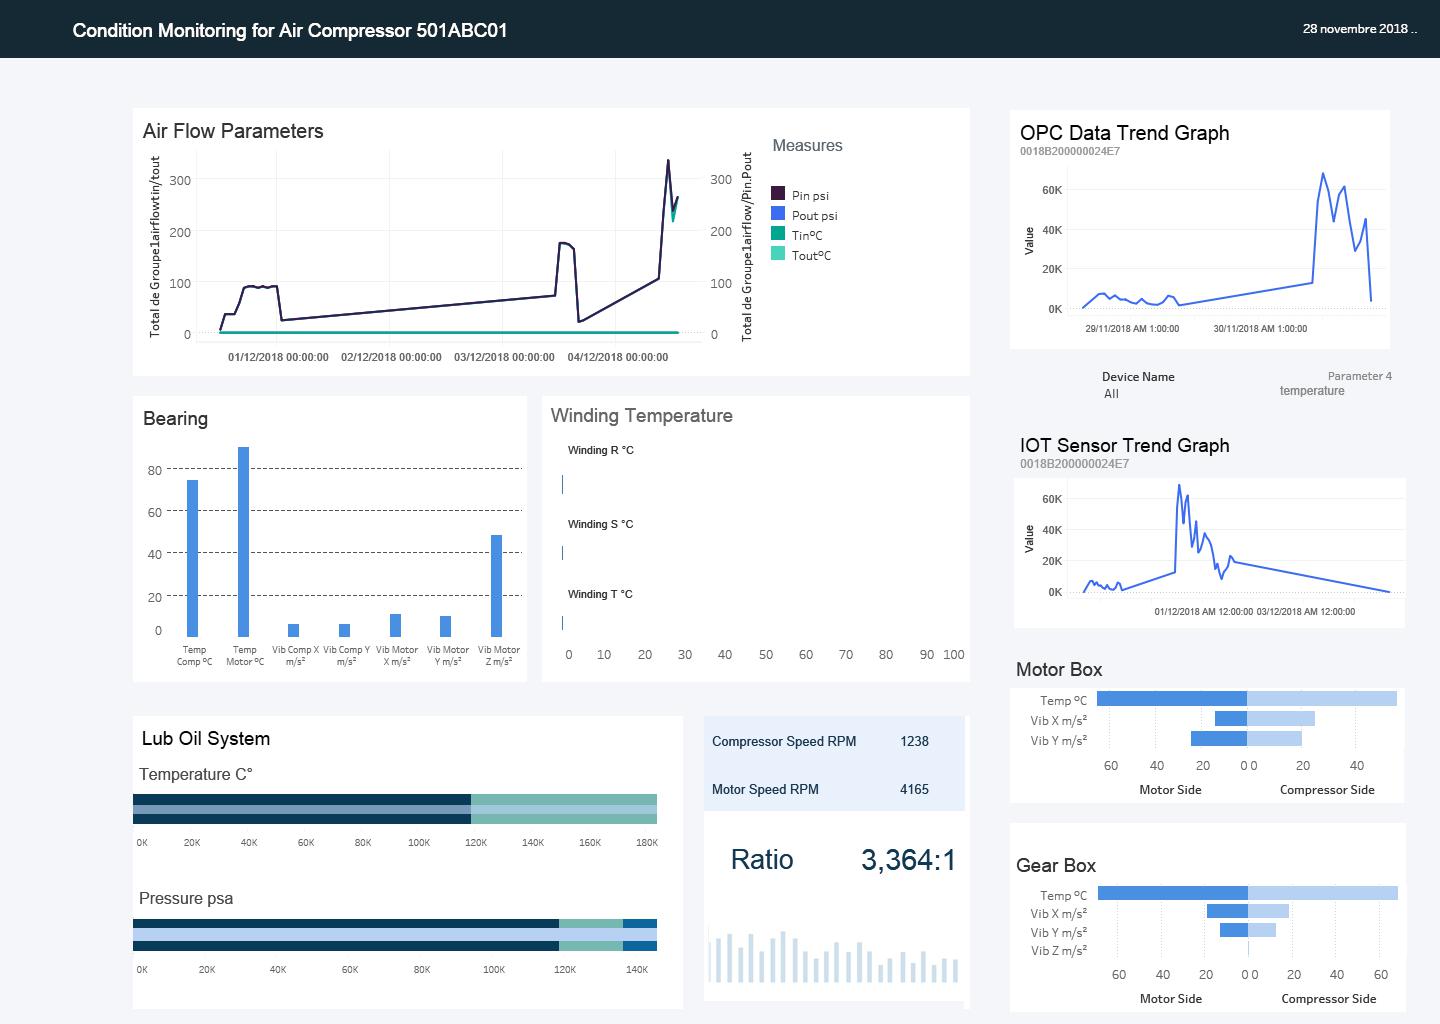 Condition Monitoring for Air Compressor 501ABC01
28 novembre 2018 ..
Air Flow Parameters
Total de Groupe1airflowtin/tout
300
200
100
0
01/12/2018 00:00:00
02/12/2018 00:00:00
03/12/2018 00:00:00
04/12/2018 00:00:00
300
200
100
0
Total de Groupe1airflow/Pin.Pout
Measures
Pin psi
Pout psi
TinºC
ToutºC
OPC Data Trend Graph
0018B200000024E7
Value
60K
40K
20K
0K
29/11/2018 AM 1:00:00
30/11/2018 AM 1:00:00
Device Name
All
Parameter 4
temperature
IOT Sensor Trend Graph
0018B200000024E7
Value
60K
40K
20K
0K
01/12/2018 AM 12:00:00
03/12/2018 AM 12:00:00
Bearing
80
60
40
20
0
Temp
Comp ºC
Temp
Motor ºC
Vib Comp X
m/s²
Vib Comp Y
m/s²
Vib Motor
X m/s²
Vib Motor
Y m/s²
Vib Motor
Z m/s²
Winding Temperature
Winding R °C
Winding S °C
Winding T °C
0 10 20 30 40 50 60 70 80 90 100
Motor Box
Temp ºC
Vib X m/s²
Vib Y m/s²
60 40 20 0 0 20 40
Motor Side
Compressor Side
Lub Oil System
Temperature C°
0K 20K 40K 60K 80K 100K 120K 140K 160K 180K
Pressure psa
0K 20K 40K 60K 80K 100K 120K 140K
Compressor Speed RPM 1238
Motor Speed RPM 4165
Ratio 3,364:1
Gear Box
Temp ºC
Vib X m/s²
Vib Y m/s²
Vib Z m/s²
60 40 20 0 0 20 40 60
Motor Side
Compressor Side